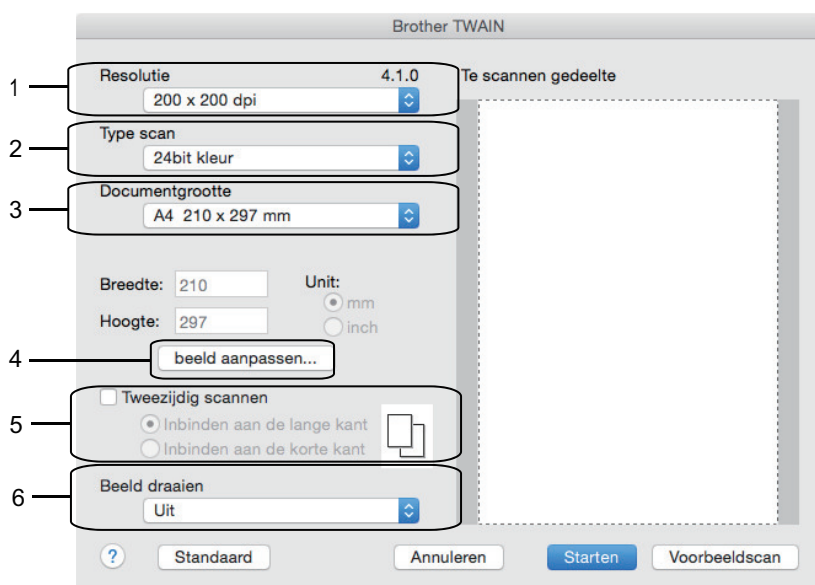 Brother TWAIN
1
Resolutie 4.1.0
200 x 200 dpi
2
Type scan
24bit kleur
3
Documentgrootte
A4 210 x 297 mm
Breedte: 210
Hoogte: 297
Unit:
mm
inch
4
beeld aanpassen...
5
Tweezijdig scannen
Inbinden aan de lange kant
Inbinden aan de korte kant
6
Beeld draaien
Uit
Te scannen gedeelte
?
Standaard
Annuleren
Starten
Voorbeeldscan